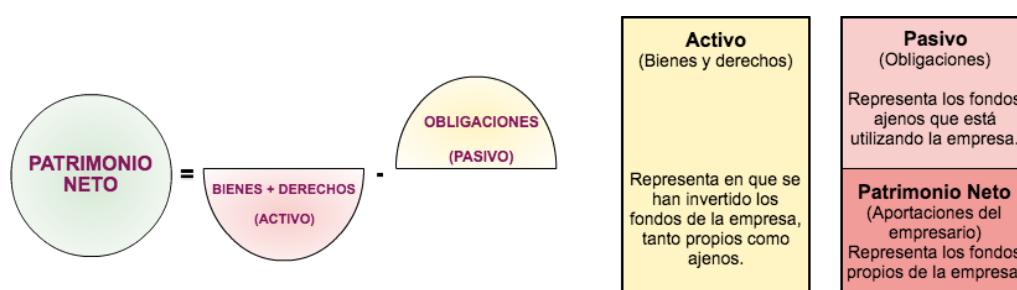 PATRIMONIO
NETO
=
BIENES + DERECHOS
(ACTIVO)
-
OBLIGACIONES
(PASIVO)
Activo
(Bienes y derechos)
Representa en que se
han invertido los
fondos de la empresa,
tanto propios como
ajenos.
Pasivo
(Obligaciones)
Representa los fondos
ajenos que está
utilizando la empresa.
Patrimonio Neto
(Aportaciones del
empresario)
Representa los fondos
propios de la empresa